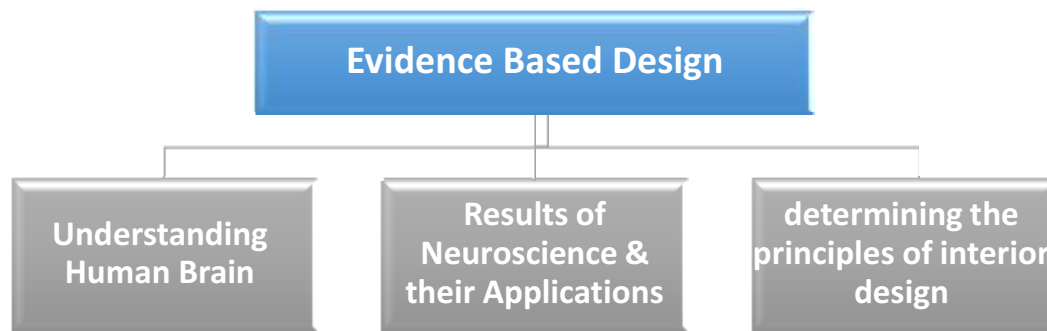 Evidence Based Design
Understanding
Human Brain
Results of
Neuroscience &
their Applications
determining the
principles of interior
design